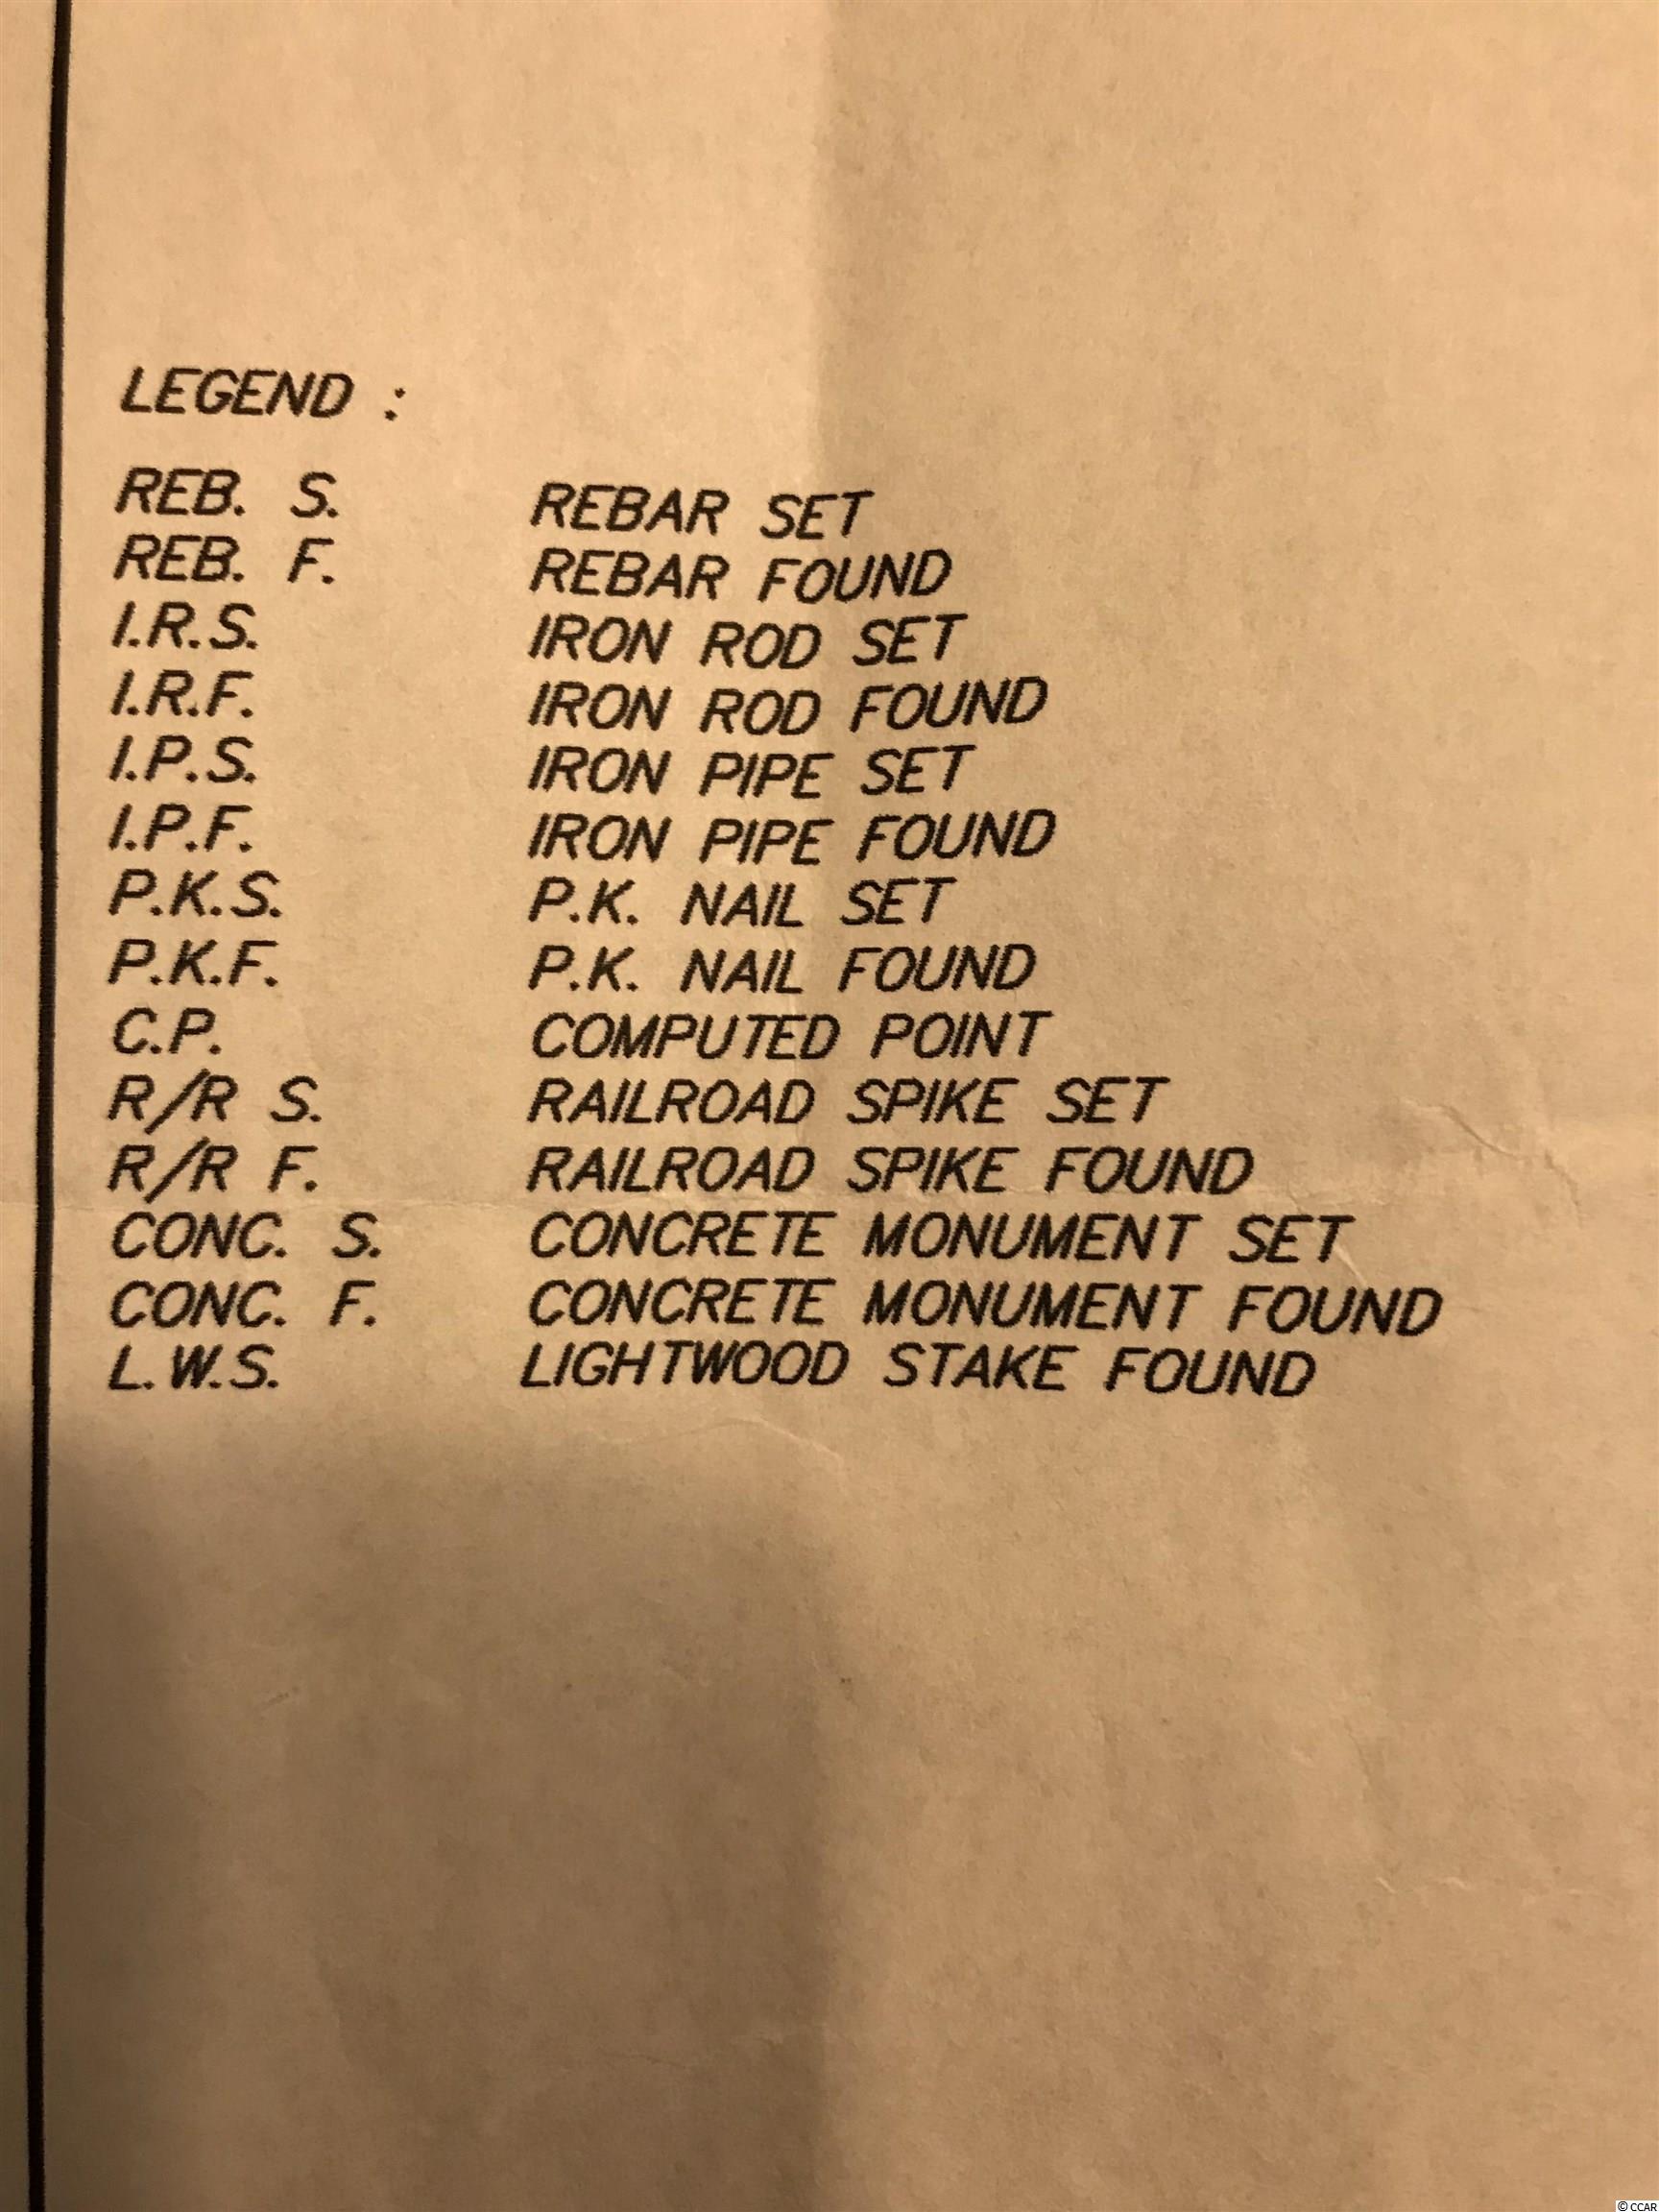 LEGEND :
REB. S. REBAR SET
REB. F. REBAR FOUND
I.R.S. IRON ROD SET
I.R.F. IRON ROD FOUND
I.P.S. IRON PIPE SET
I.P.F. IRON PIPE FOUND
P.K.S. P.K. NAIL SET
P.K.F. P.K. NAIL FOUND
C.P. COMPUTED POINT
R/R S. RAILROAD SPIKE SET
R/R F. RAILROAD SPIKE FOUND
CONC. S. CONCRETE MONUMENT SET
CONC. F. CONCRETE MONUMENT FOUND
L.W.S. LIGHTWOOD STAKE FOUND
© CCAR